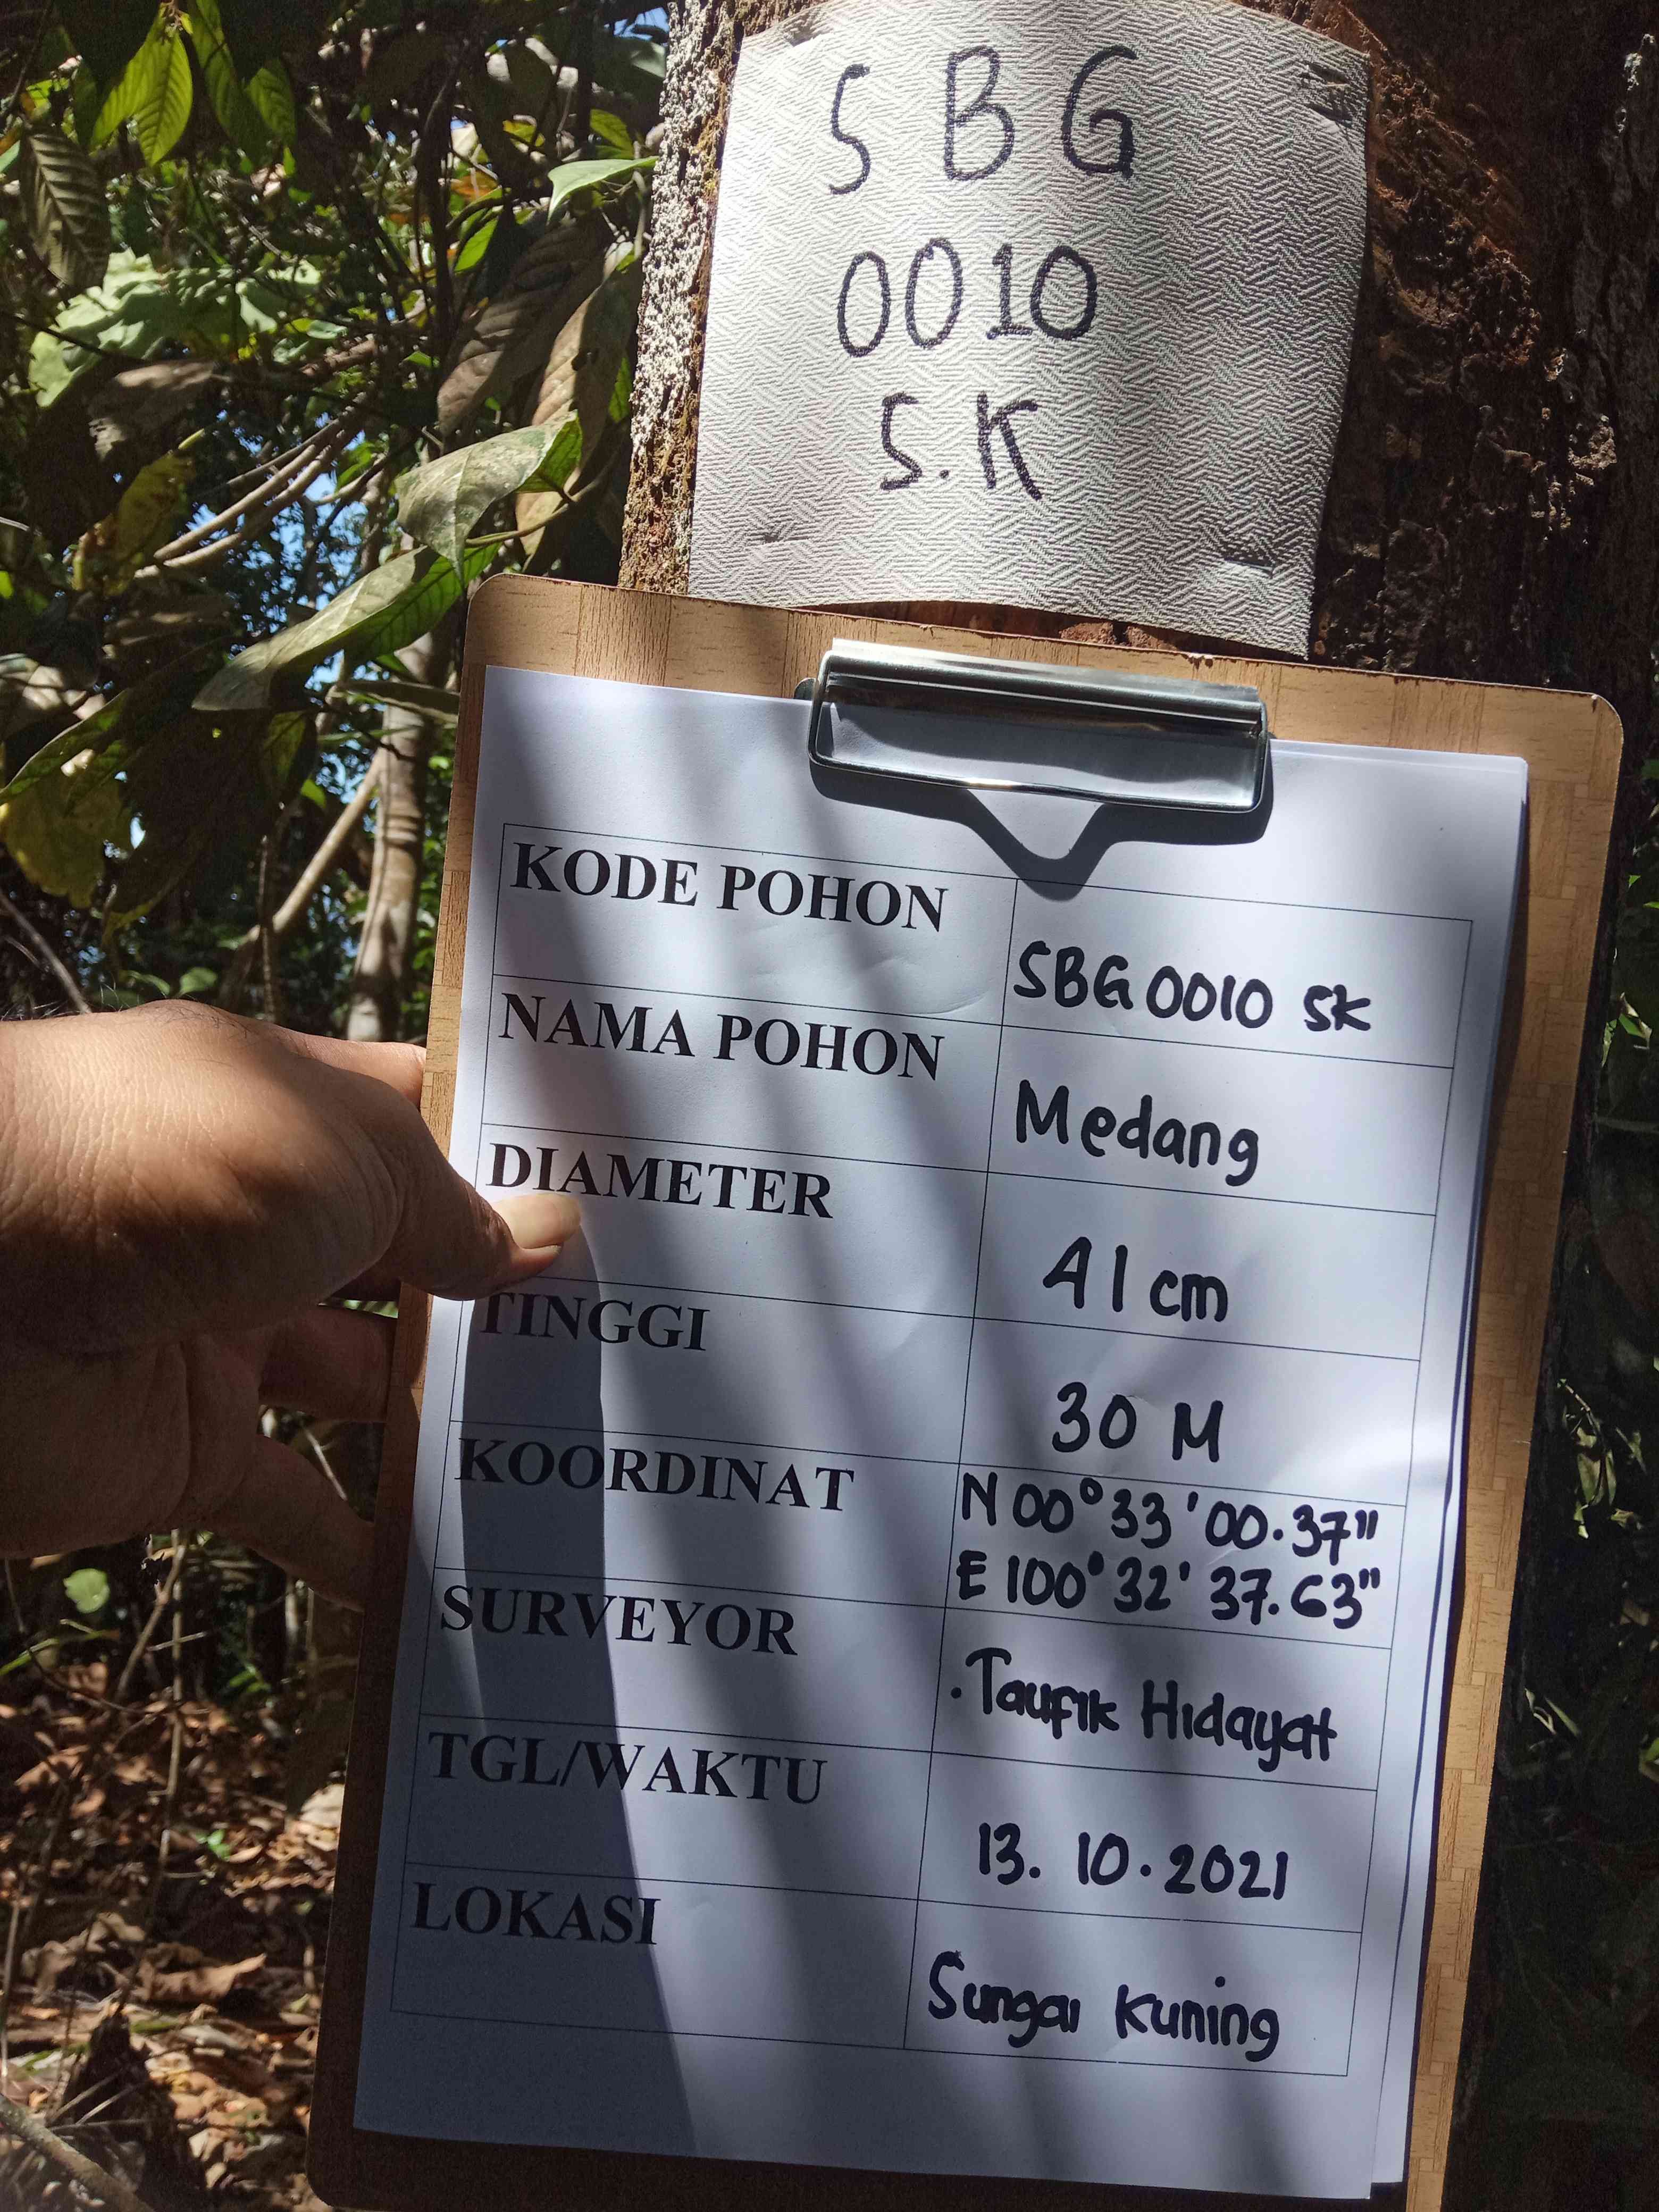 SBG
0010
S.K
KODE POHON
SBG 0010 SK
NAMA POHON
Medang
DIAMETER
41 cm
TINGGI
30 M
KOORDINAT
N 00° 33' 00.37"
E 100° 32' 37.63"
SURVEYOR
. Taufik Hidayat
TGL/WAKTU
13. 10. 2021
LOKASI
Sungai Kuning